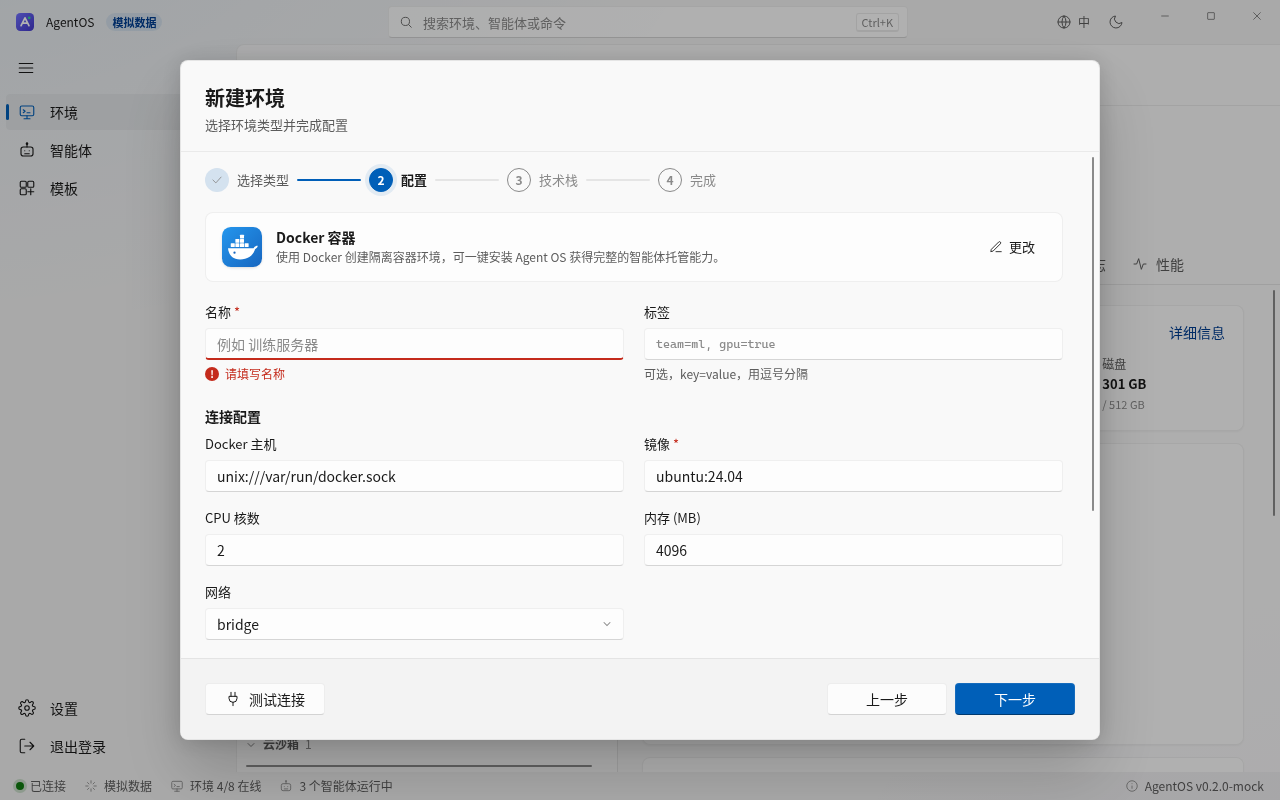 AgentOS 模拟数据 搜索环境、智能体或命令 Ctrl+K 中
新建环境
选择环境类型并完成配置
环境
智能体
模板
选择类型 2 配置 3 技术栈 4 完成
Docker 容器
使用 Docker 创建隔离容器环境，可一键安装 Agent OS 获得完整的智能体托管能力。
更改
性能
名称 * 标签
例如 训练服务器 team=ml, gpu=true
请填写名称 可选，key=value，用逗号分隔
详细信息
磁盘
301 GB
/ 512 GB
连接配置
Docker 主机 镜像 *
unix:///var/run/docker.sock ubuntu:24.04
CPU 核数 内存 (MB)
2 4096
网络
bridge
测试连接 上一步 下一步
设置
退出登录
云沙箱 1
已连接 模拟数据 环境 4/8 在线 3 个智能体运行中 AgentOS v0.2.0-mock